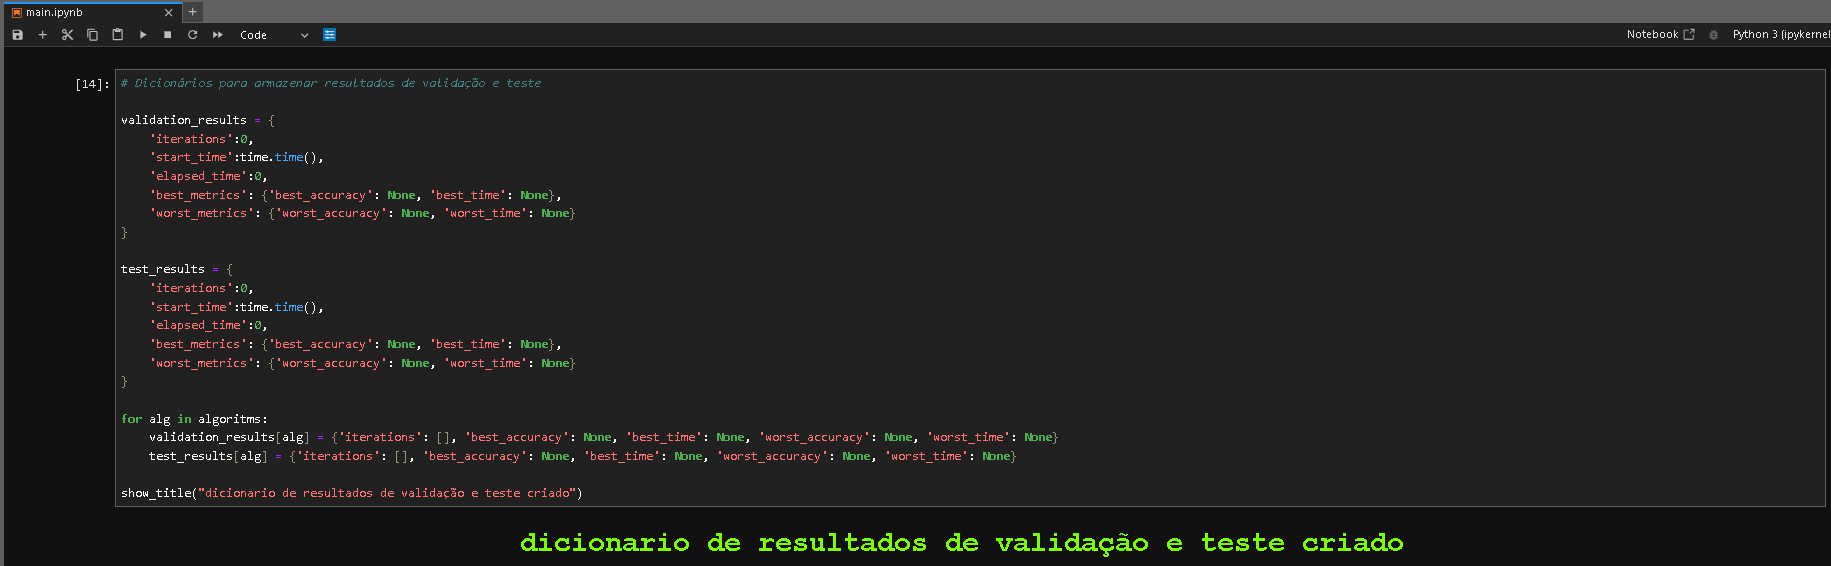 main.ipynb
Code
Notebook
Python 3 (ipykernel
[14]:
# Dicionários para armazenar resultados de validação e teste
validation_results = {
    'iterations':0,
    'start_time':time.time(),
    'elapsed_time':0,
    'best_metrics': {'best_accuracy': None, 'best_time': None},
    'worst_metrics': {'worst_accuracy': None, 'worst_time': None}
}
test_results = {
    'iterations':0,
    'start_time':time.time(),
    'elapsed_time':0,
    'best_metrics': {'best_accuracy': None, 'best_time': None},
    'worst_metrics': {'worst_accuracy': None, 'worst_time': None}
}
for alg in algoritms:
    validation_results[alg] = {'iterations': [], 'best_accuracy': None, 'best_time': None, 'worst_accuracy': None, 'worst_time': None}
    test_results[alg] = {'iterations': [], 'best_accuracy': None, 'best_time': None, 'worst_accuracy': None, 'worst_time': None}
show_title("dicionario de resultados de validação e teste criado")
dicionario de resultados de validação e teste criado